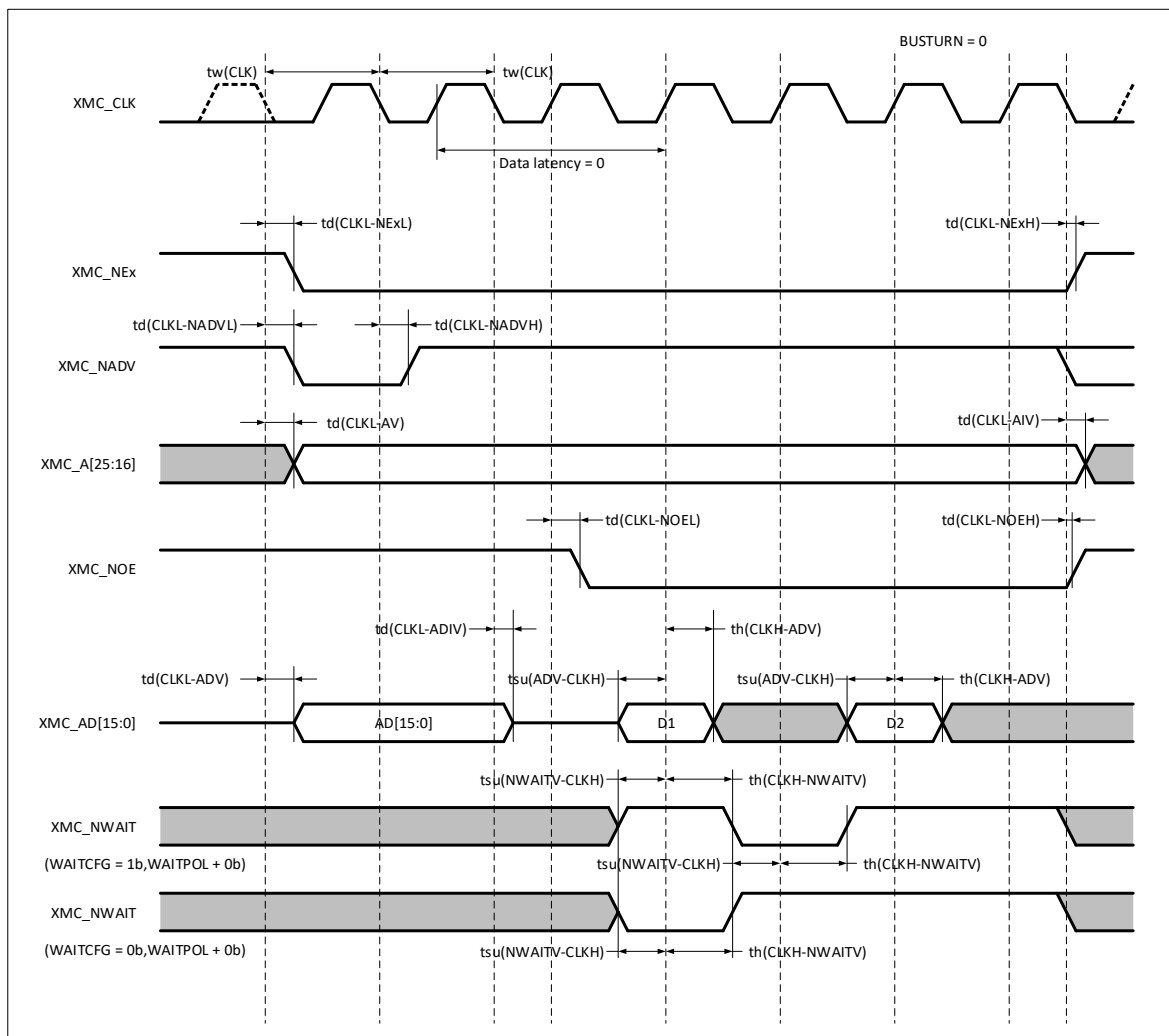 BUSTURN = 0
tw(CLK) tw(CLK)
XMC_CLK
Data latency = 0
td(CLKL-NExL) td(CLKL-NExH)
XMC_NEx
td(CLKL-NADVL) td(CLKL-NADVH)
XMC_NADV
td(CLKL-AV) td(CLKL-AIV)
XMC_A[25:16]
td(CLKL-NOEL) td(CLKL-NOEH)
XMC_NOE
td(CLKL-ADIV) th(CLKH-ADV)
td(CLKL-ADV) tsu(ADV-CLKH) tsu(ADV-CLKH) th(CLKH-ADV)
XMC_AD[15:0] AD[15:0] D1 D2
tsu(NWAITV-CLKH) th(CLKH-NWAITV)
XMC_NWAIT
(WAITCFG = 1b,WAITPOL + 0b) tsu(NWAITV-CLKH) th(CLKH-NWAITV)
XMC_NWAIT
(WAITCFG = 0b,WAITPOL + 0b) tsu(NWAITV-CLKH) th(CLKH-NWAITV)